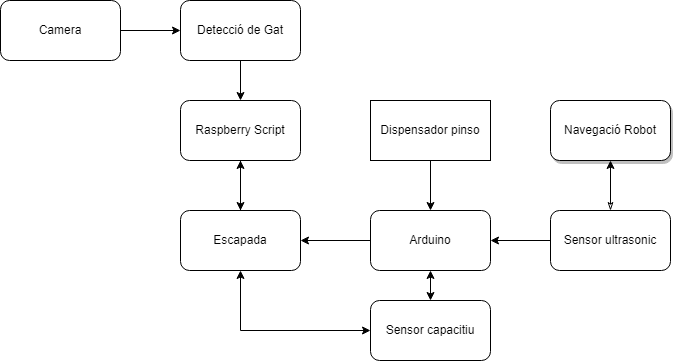 Camera
Detecció de Gat
Raspberry Script
Dispensador pinso
Navegació Robot
Escapada
Arduino
Sensor ultrasonic
Sensor capacitiu